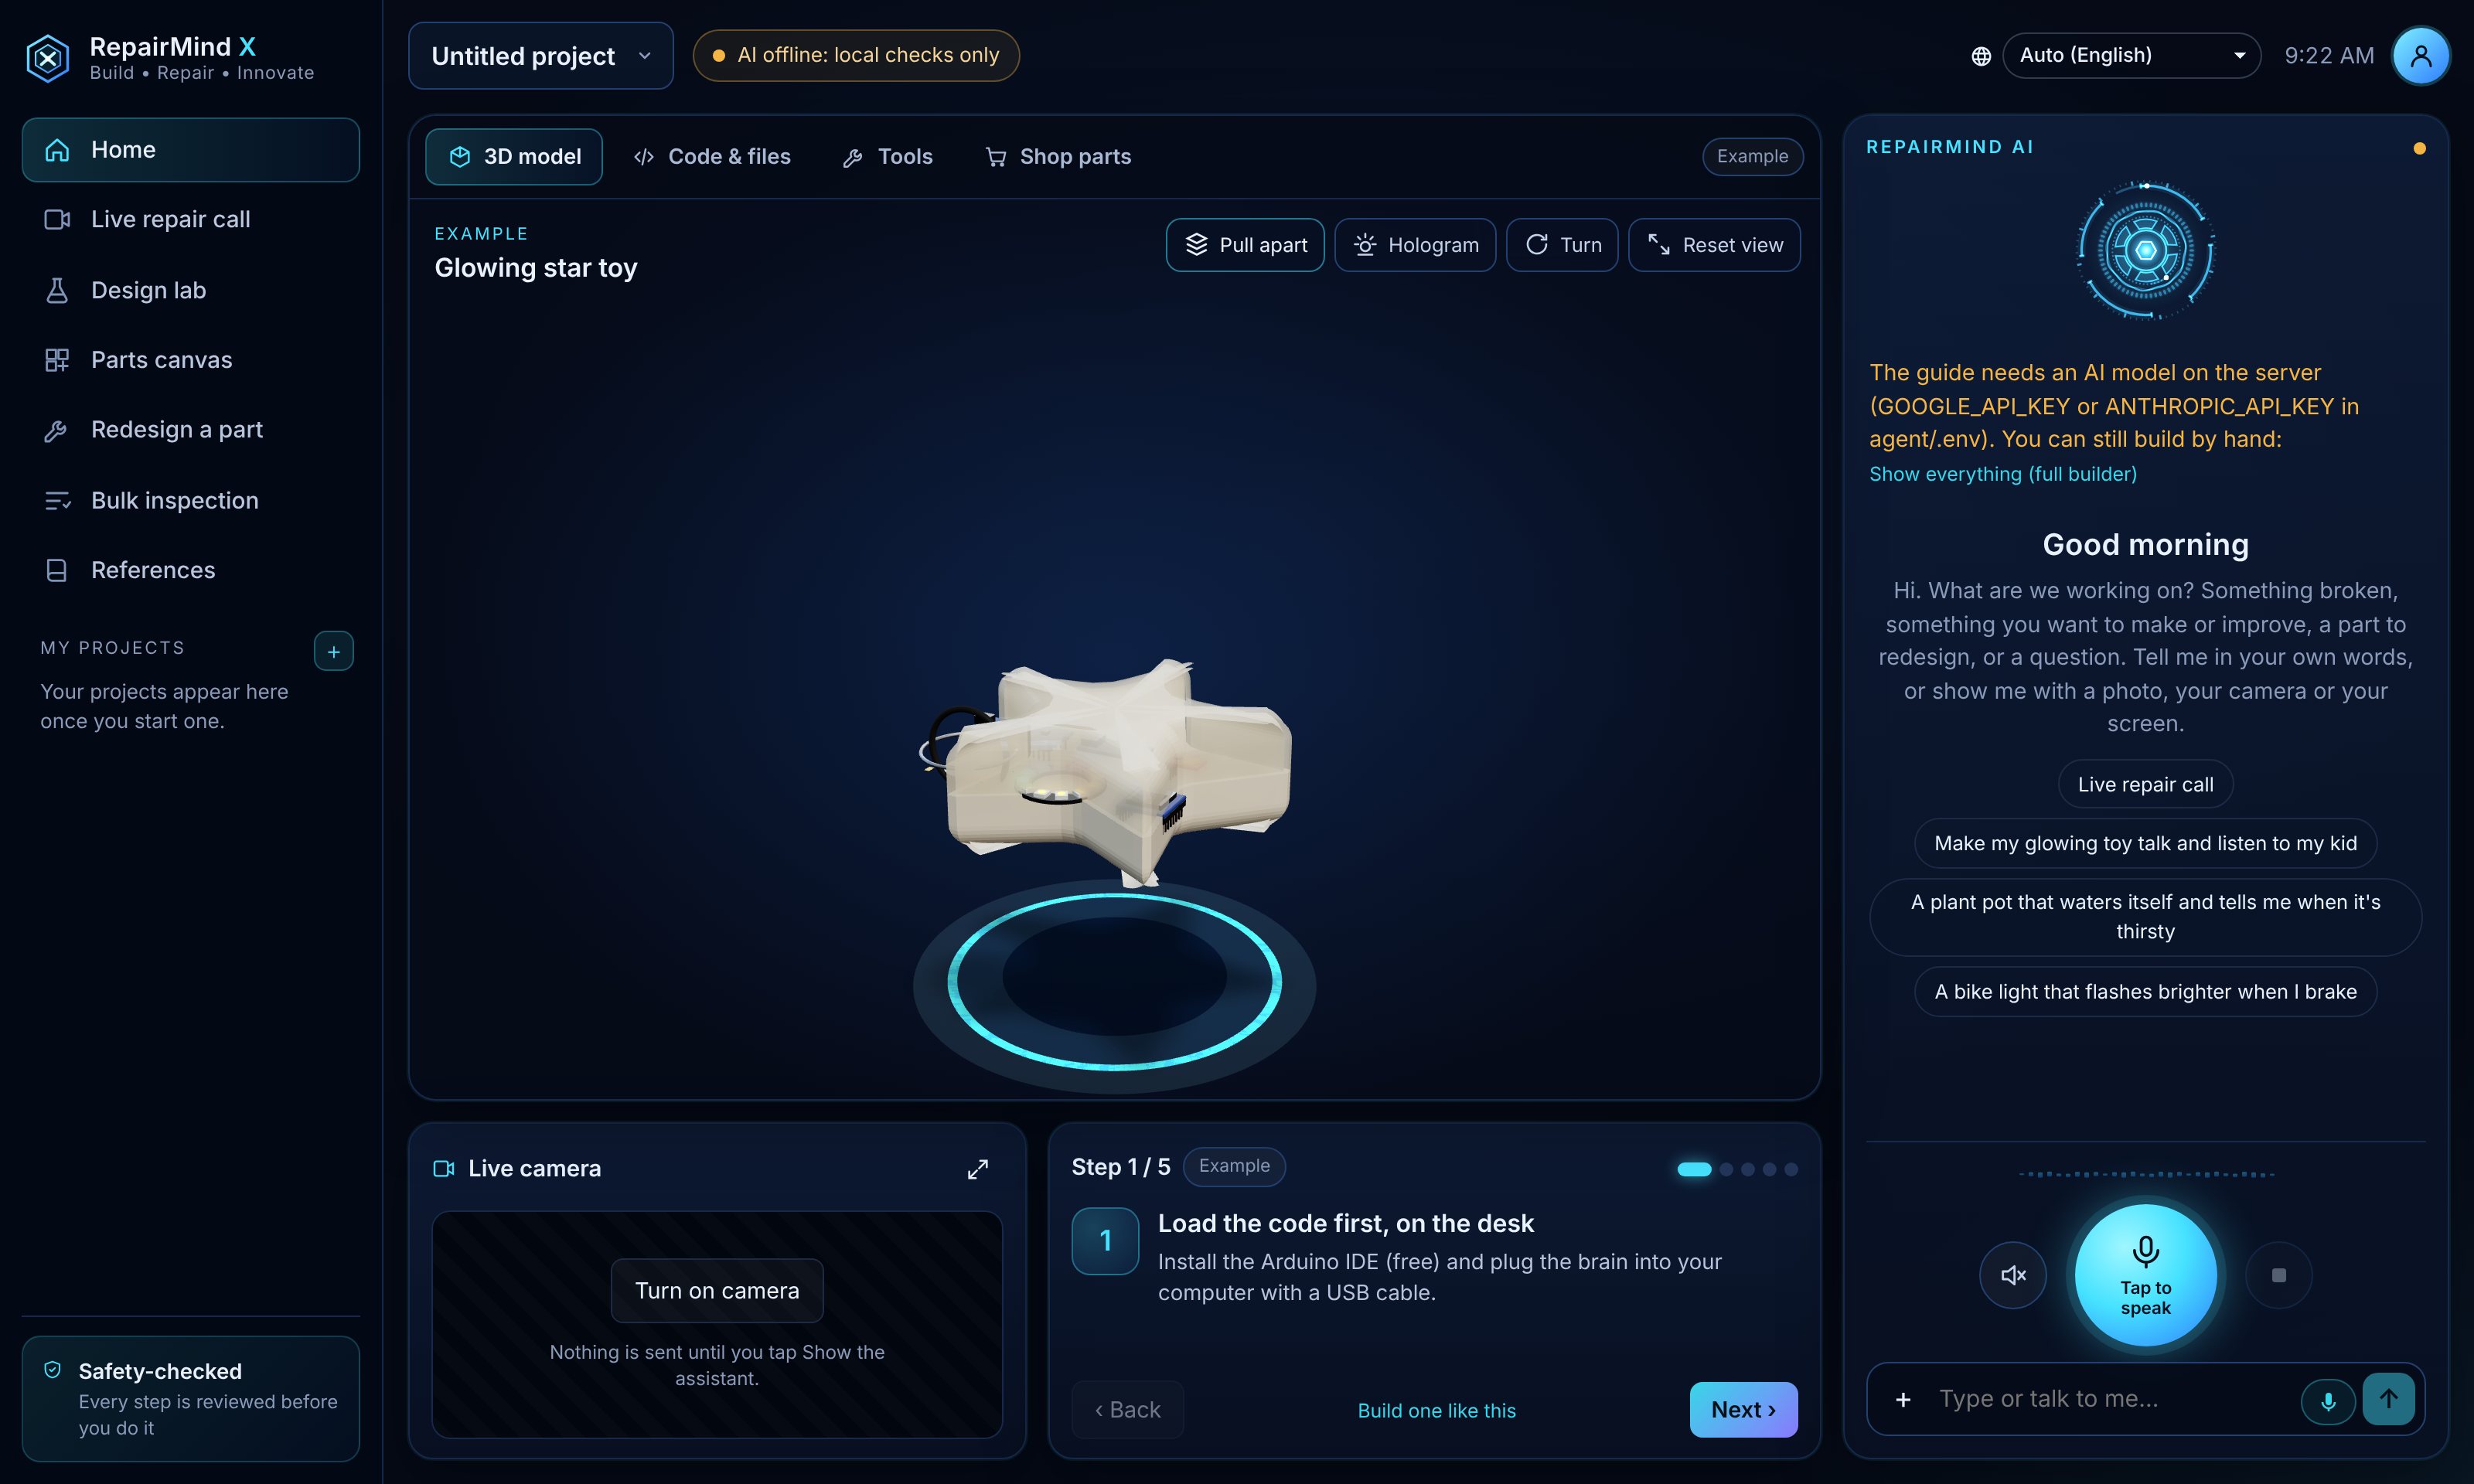 RepairMind X
Build • Repair • Innovate
Home
Live repair call
Design lab
Parts canvas
Redesign a part
Bulk inspection
References
MY PROJECTS
+
Your projects appear here
once you start one.
Safety-checked
Every step is reviewed before
you do it
Untitled project
AI offline: local checks only
Auto (English)
9:22 AM
3D model
Code & files
Tools
Shop parts
Example
EXAMPLE
Glowing star toy
Pull apart
Hologram
Turn
Reset view
Live camera
Turn on camera
Nothing is sent until you tap Show the
assistant.
Step 1 / 5
Example
1
Load the code first, on the desk
Install the Arduino IDE (free) and plug the brain into your
computer with a USB cable.
‹ Back
Build one like this
Next ›
REPAIRMIND AI
The guide needs an AI model on the server
(GOOGLE_API_KEY or ANTHROPIC_API_KEY in
agent/.env). You can still build by hand:
Show everything (full builder)
Good morning
Hi. What are we working on? Something broken,
something you want to make or improve, a part to
redesign, or a question. Tell me in your own words,
or show me with a photo, your camera or your
screen.
Live repair call
Make my glowing toy talk and listen to my kid
A plant pot that waters itself and tells me when it's
thirsty
A bike light that flashes brighter when I brake
Tap to
speak
+
Type or talk to me...